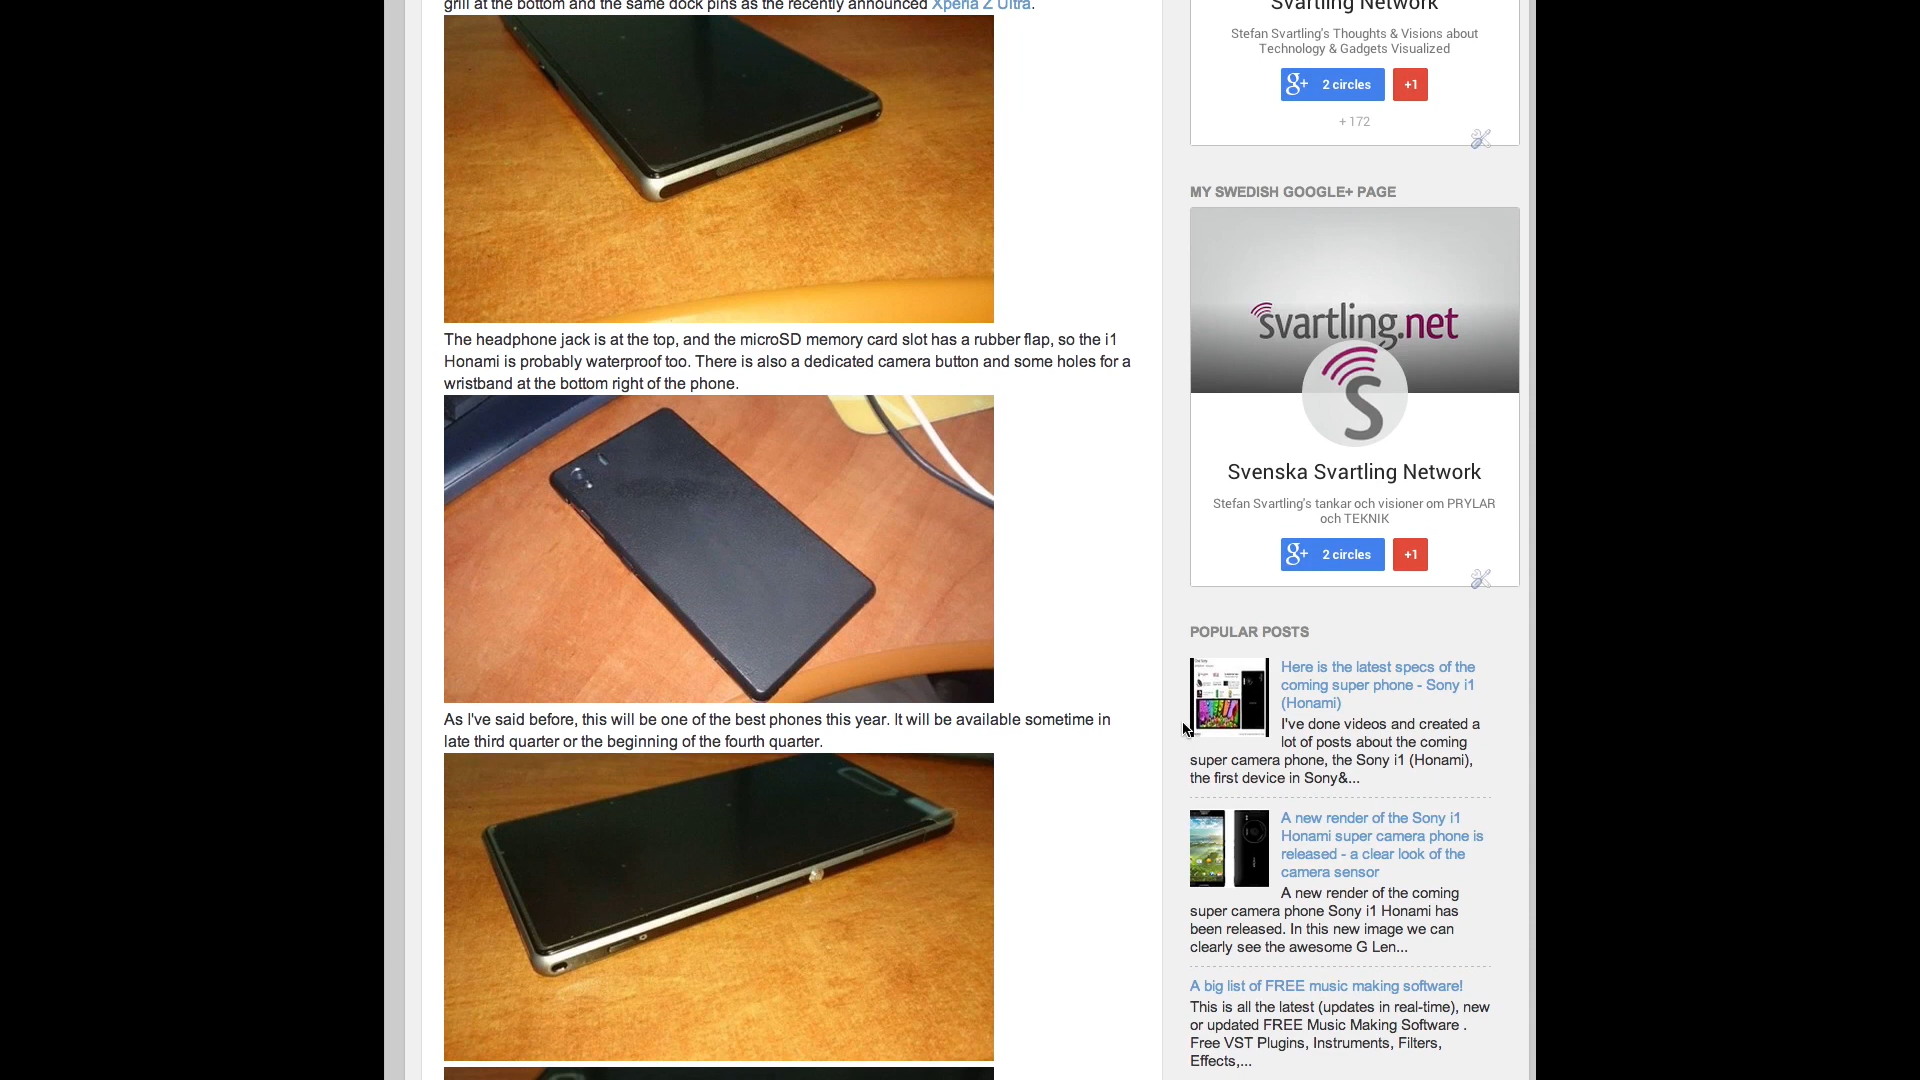 grill at the bottom and the same dock pins as the recently announced Xperia Z Ultra.
The headphone jack is at the top, and the microSD memory card slot has a rubber flap, so the i1
Honami is probably waterproof too. There is also a dedicated camera button and some holes for a
wristband at the bottom right of the phone.
As I've said before, this will be one of the best phones this year. It will be available sometime in
late third quarter or the beginning of the fourth quarter.
Svartling Network
Stefan Svartling's Thoughts & Visions about
Technology & Gadgets Visualized
g+ 2 circles +1
+ 172
MY SWEDISH GOOGLE+ PAGE
svartling.net
S
Svenska Svartling Network
Stefan Svartling's tankar och visioner om PRYLAR
och TEKNIK
g+ 2 circles +1
POPULAR POSTS
Here is the latest specs of the
coming super phone - Sony i1
(Honami)
I've done videos and created a
lot of posts about the coming
super camera phone, the Sony i1 (Honami),
the first device in Sony&...
A new render of the Sony i1
Honami super camera phone is
released - a clear look of the
camera sensor
A new render of the coming
super camera phone Sony i1 Honami has
been released. In this new image we can
clearly see the awesome G Len...
A big list of FREE music making software!
This is all the latest (updates in real-time), new
or updated FREE Music Making Software .
Free VST Plugins, Instruments, Filters,
Effects,...